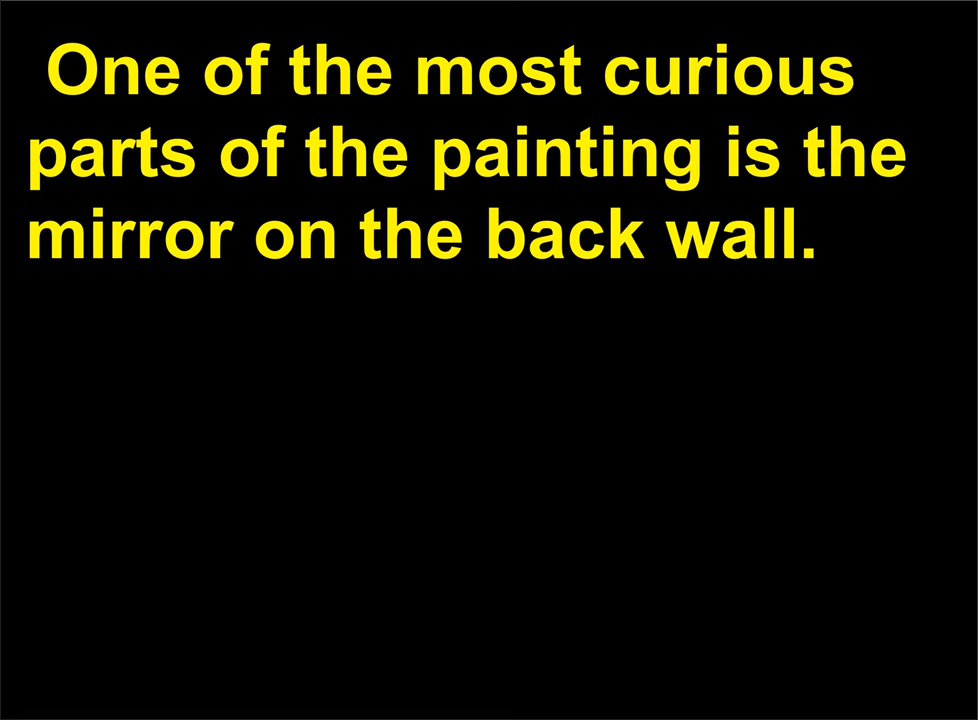 One of the most curious
parts of the painting is the
mirror on the back wall.